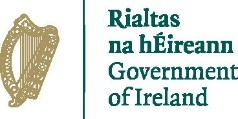 Rialtas
na hÉireann
Government
of Ireland